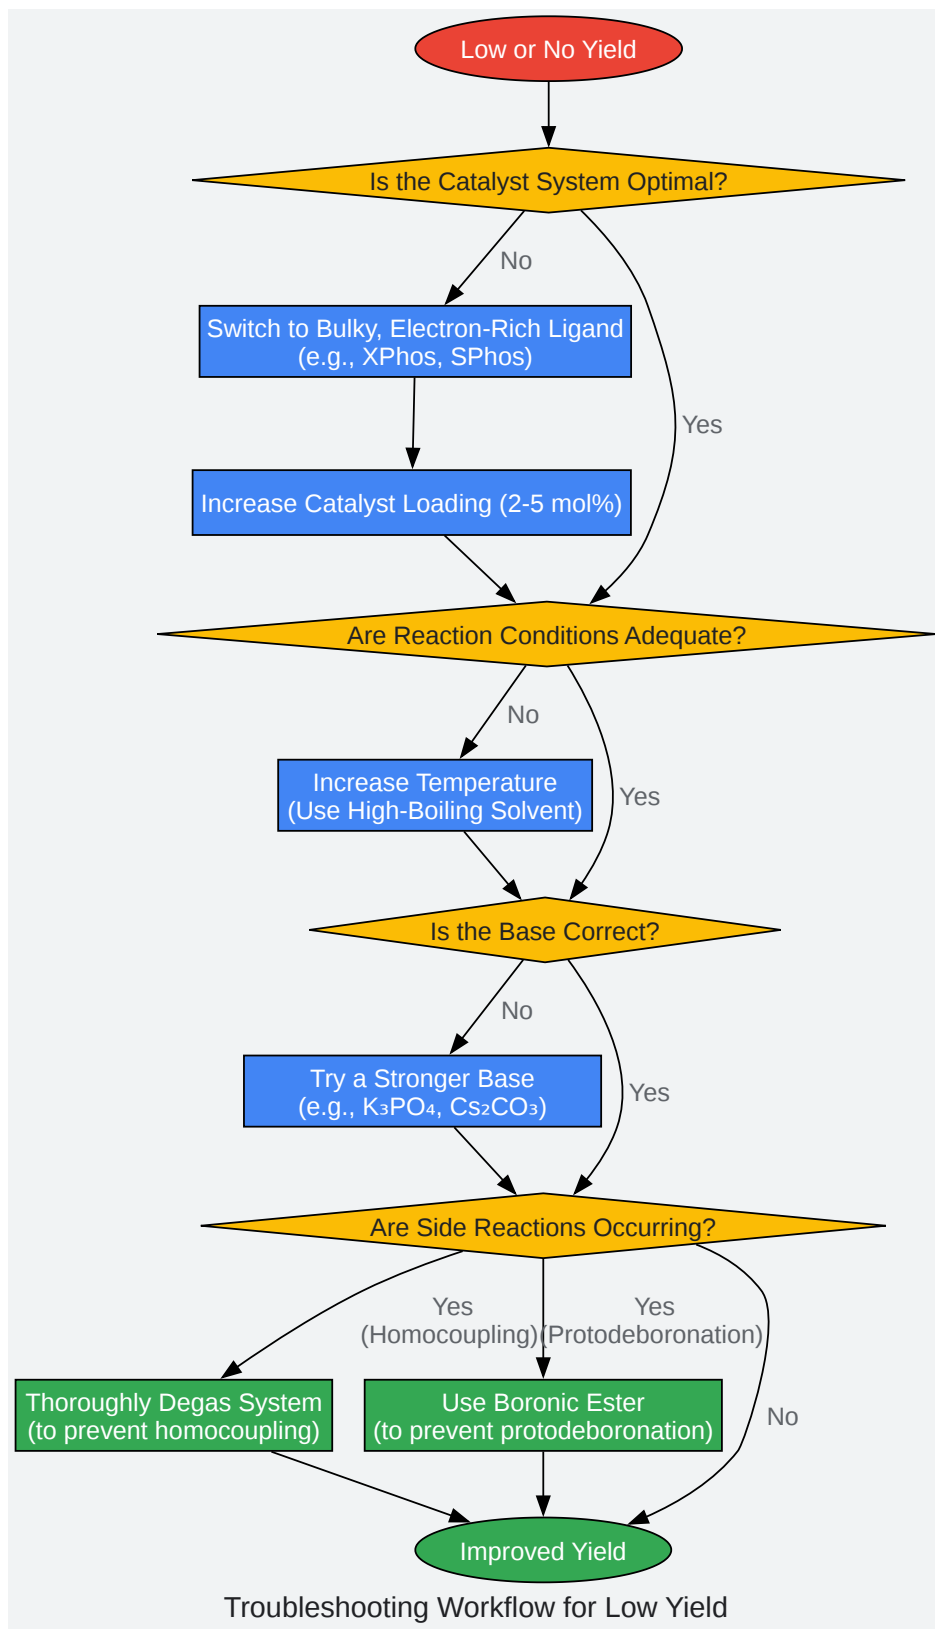 Low or No Yield
Is the Catalyst System Optimal?
No
Switch to Bulky, Electron-Rich Ligand
(e.g., XPhos, SPhos)
Yes
Increase Catalyst Loading (2-5 mol%)
Are Reaction Conditions Adequate?
No
Increase Temperature
(Use High-Boiling Solvent)
Yes
Is the Base Correct?
No
Try a Stronger Base
(e.g., K₃PO₄, Cs₂CO₃)
Yes
Are Side Reactions Occurring?
Yes
(Homocoupling)
Yes
(Protodeboronation)
Thoroughly Degas System
(to prevent homocoupling)
Use Boronic Ester
(to prevent protodeboronation)
No
Improved Yield
Troubleshooting Workflow for Low Yield